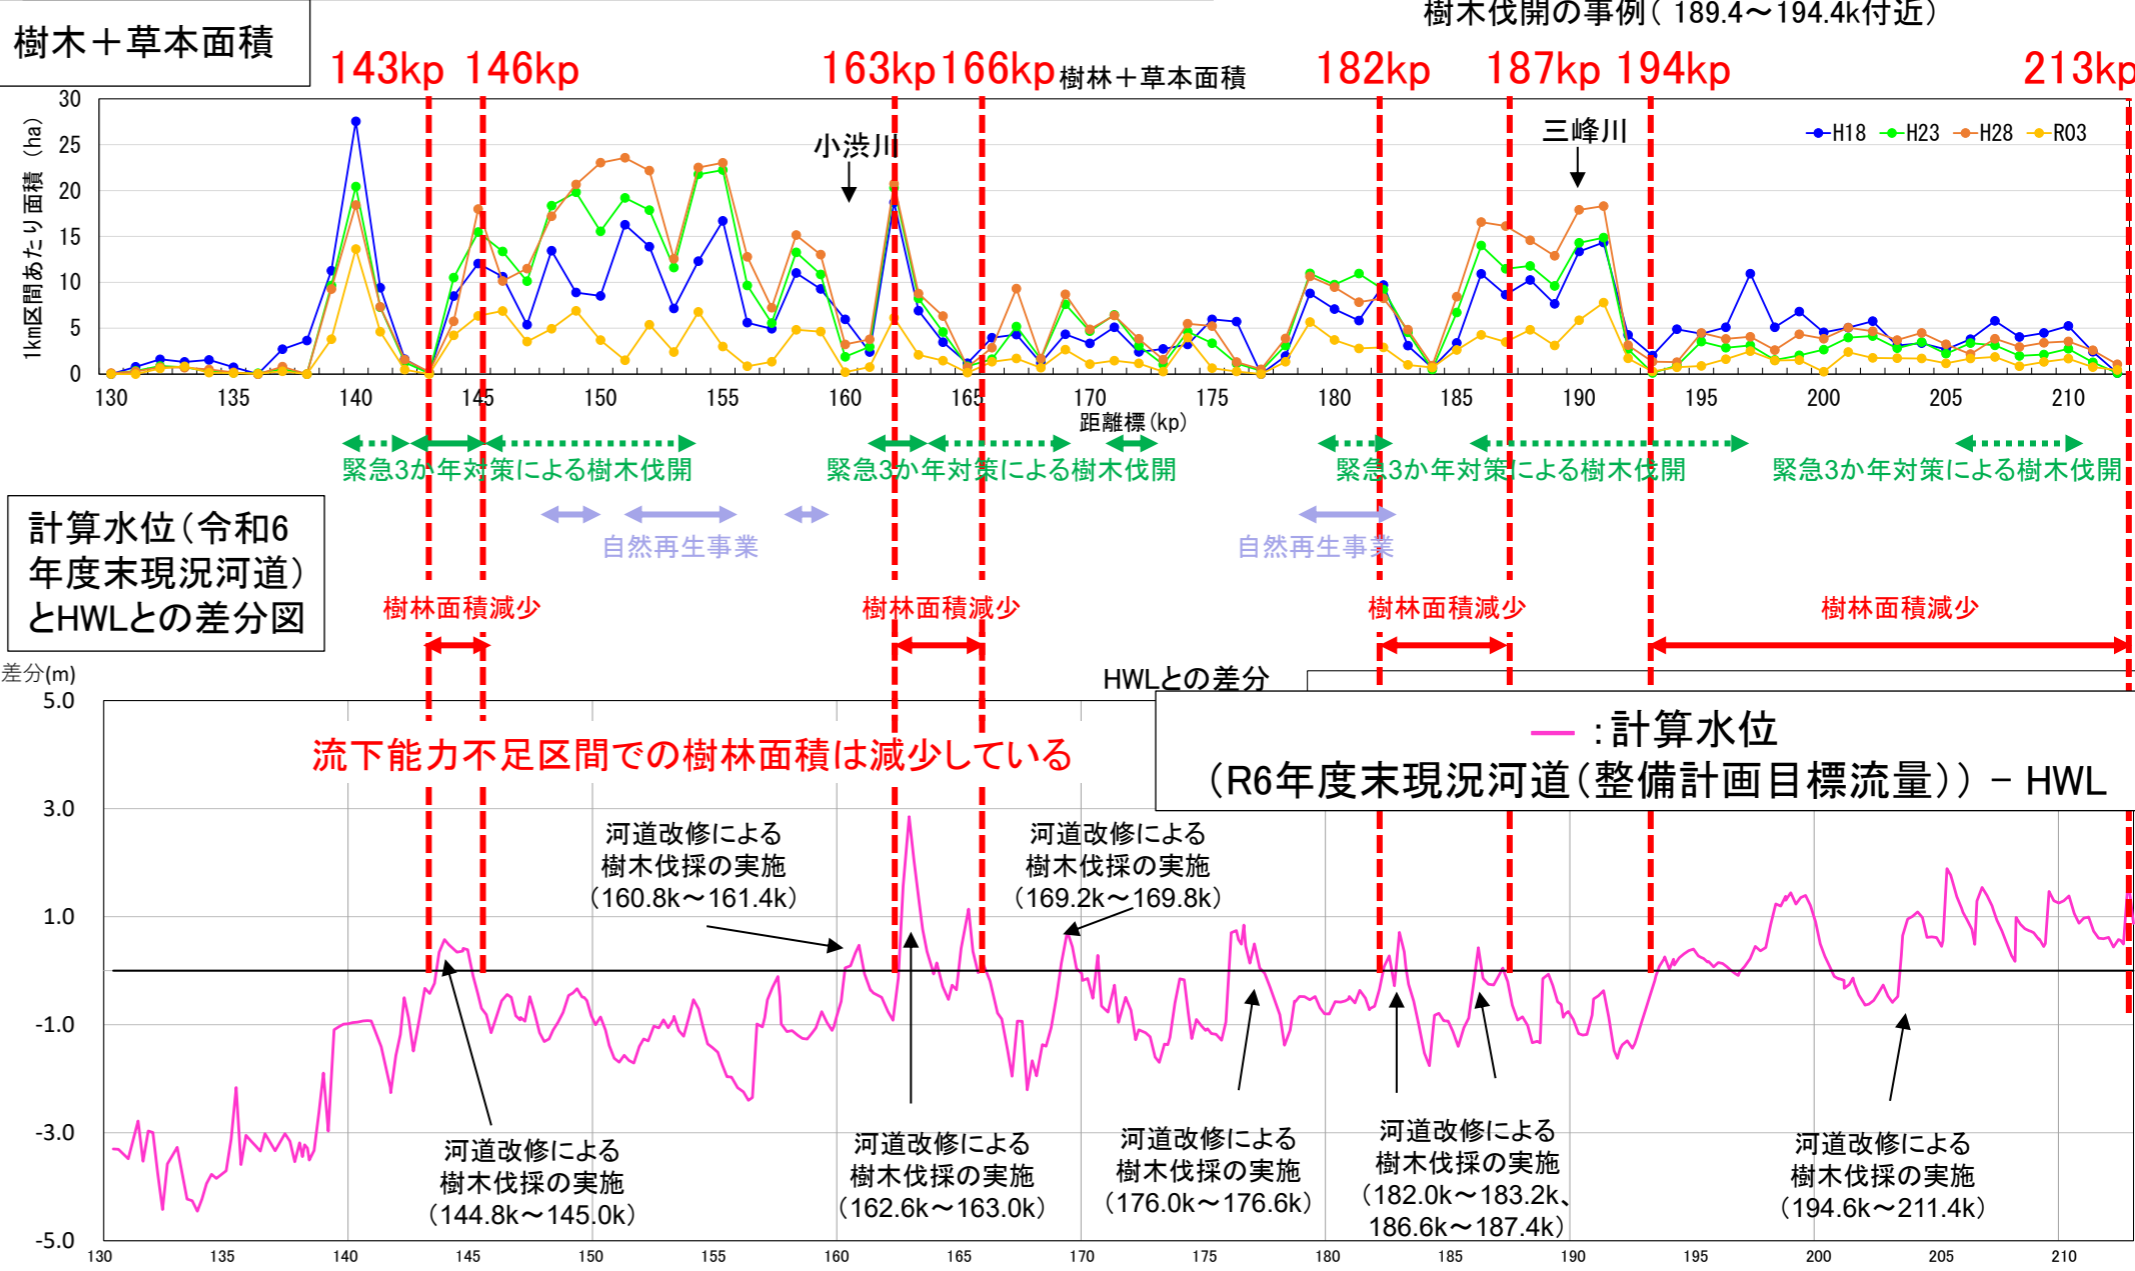 樹木伐開の事例（ 189.4～194.4k付近）
樹木＋草本面積
143kp 146kp 163kp 166kp 182kp 187kp 194kp 213kp
樹林＋草本面積
1km区間あたり面積（ha）
30
25
20
15
10
5
0
小渋川
三峰川
H18 H23 H28 R03
130 135 140 145 150 155 160 165 170 175 180 185 190 195 200 205 210
距離標(kp)
緊急3か年対策による樹木伐開 緊急3か年対策による樹木伐開 緊急3か年対策による樹木伐開 緊急3か年対策による樹木伐開
自然再生事業 自然再生事業
計算水位（令和6
年度末現況河道）
とHWLとの差分図
樹林面積減少 樹林面積減少 樹林面積減少 樹林面積減少
差分(m)
HWLとの差分
5.0
3.0
1.0
-1.0
-3.0
-5.0
流下能力不足区間での樹林面積は減少している
：計算水位
（R6年度末現況河道（整備計画目標流量））－ HWL
河道改修による
樹木伐採の実施
（160.8k～161.4k）
河道改修による
樹木伐採の実施
（169.2k～169.8k）
河道改修による
樹木伐採の実施
（144.8k～145.0k）
河道改修による
樹木伐採の実施
（162.6k～163.0k）
河道改修による
樹木伐採の実施
（176.0k～176.6k）
河道改修による
樹木伐採の実施
（182.0k～183.2k、
186.6k～187.4k）
河道改修による
樹木伐採の実施
（194.6k～211.4k）
130 135 140 145 150 155 160 165 170 175 180 185 190 195 200 205 210